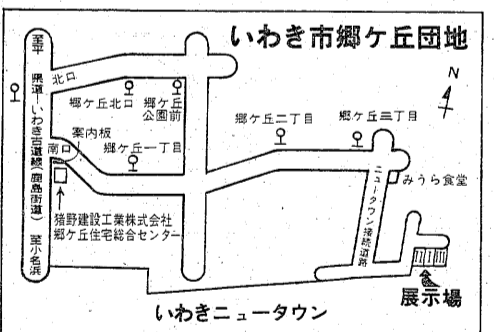 いわき市郷ケ丘団地
N
至平
県道―いわき古道線(鹿島街道)
至小名浜
北口
郷ケ丘北口
郷ケ丘
公園前
案内板
南口
郷ケ丘一丁目
郷ケ丘二丁目
郷ケ丘三丁目
みうら食堂
ニュータウン接続道路
猪野建設工業株式会社
郷ケ丘住宅総合センター
展示場
いわきニュータウン